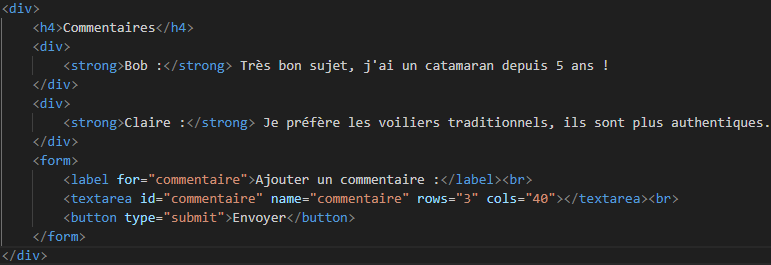 <div>
<h4>Commentaires</h4>
<div>
<strong>Bob :</strong> Très bon sujet, j'ai un catamaran depuis 5 ans !
</div>
<div>
<strong>Claire :</strong> Je préfère les voiliers traditionnels, ils sont plus authentiques.
</div>
<form>
<label for="commentaire">Ajouter un commentaire :</label><br>
<textarea id="commentaire" name="commentaire" rows="3" cols="40"></textarea><br>
<button type="submit">Envoyer</button>
</form>
</div>